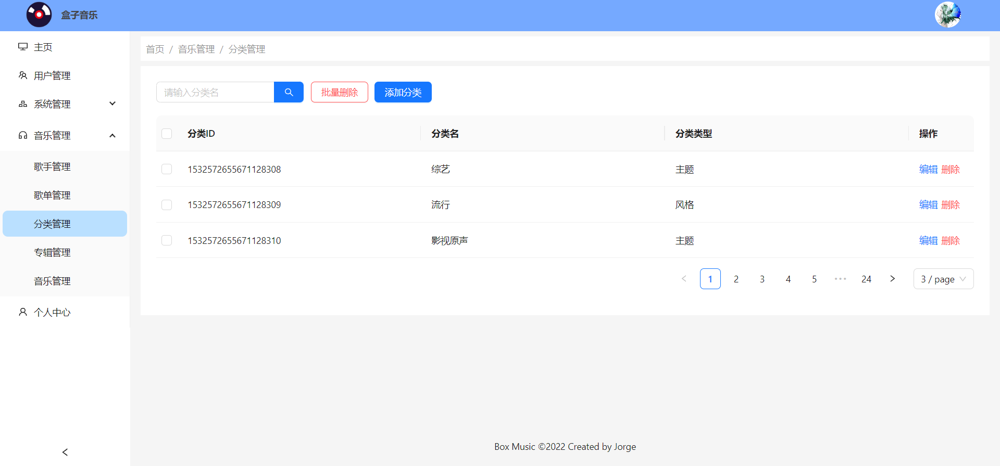 盒子音乐
主页
用户管理
系统管理
音乐管理
歌手管理
歌单管理
分类管理
专辑管理
音乐管理
个人中心
首页 / 音乐管理 / 分类管理
请输入分类名 批量删除 添加分类
分类ID 分类名 分类类型 操作
1532572655671128308 综艺 主题 编辑 删除
1532572655671128309 流行 风格 编辑 删除
1532572655671128310 影视原声 主题 编辑 删除
1 2 3 4 5 ••• 24 3 / page
Box Music ©2022 Created by Jorge